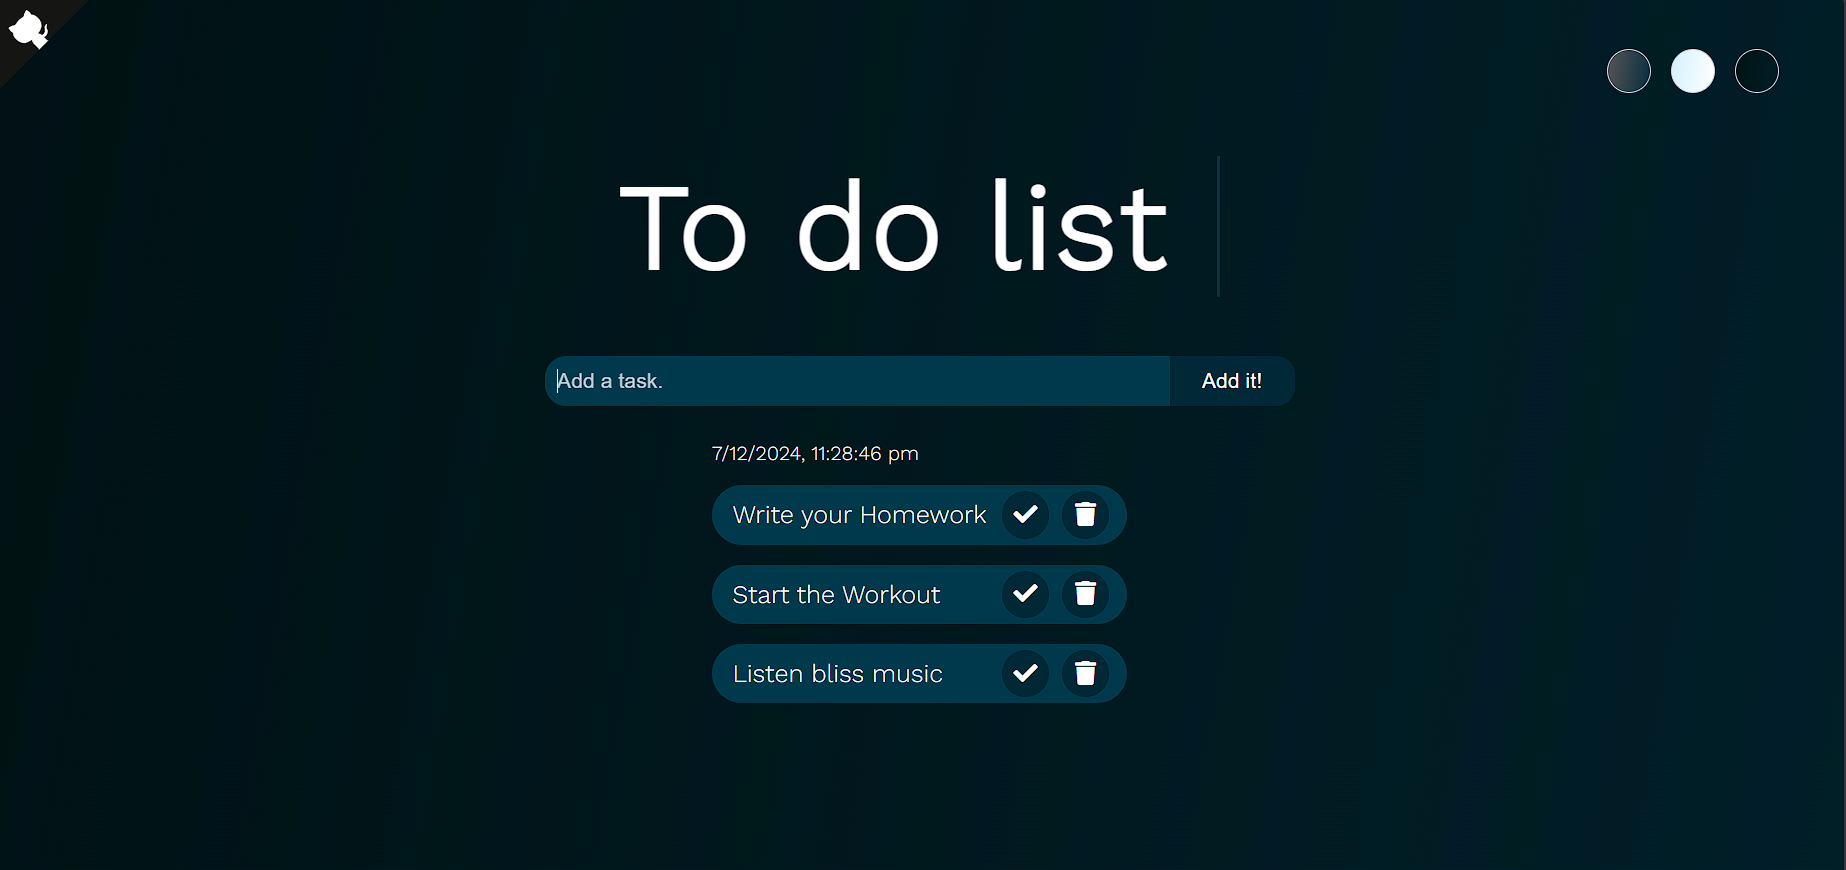 To do list
Add a task.
Add it!
7/12/2024, 11:28:46 pm
Write your Homework
Start the Workout
Listen bliss music